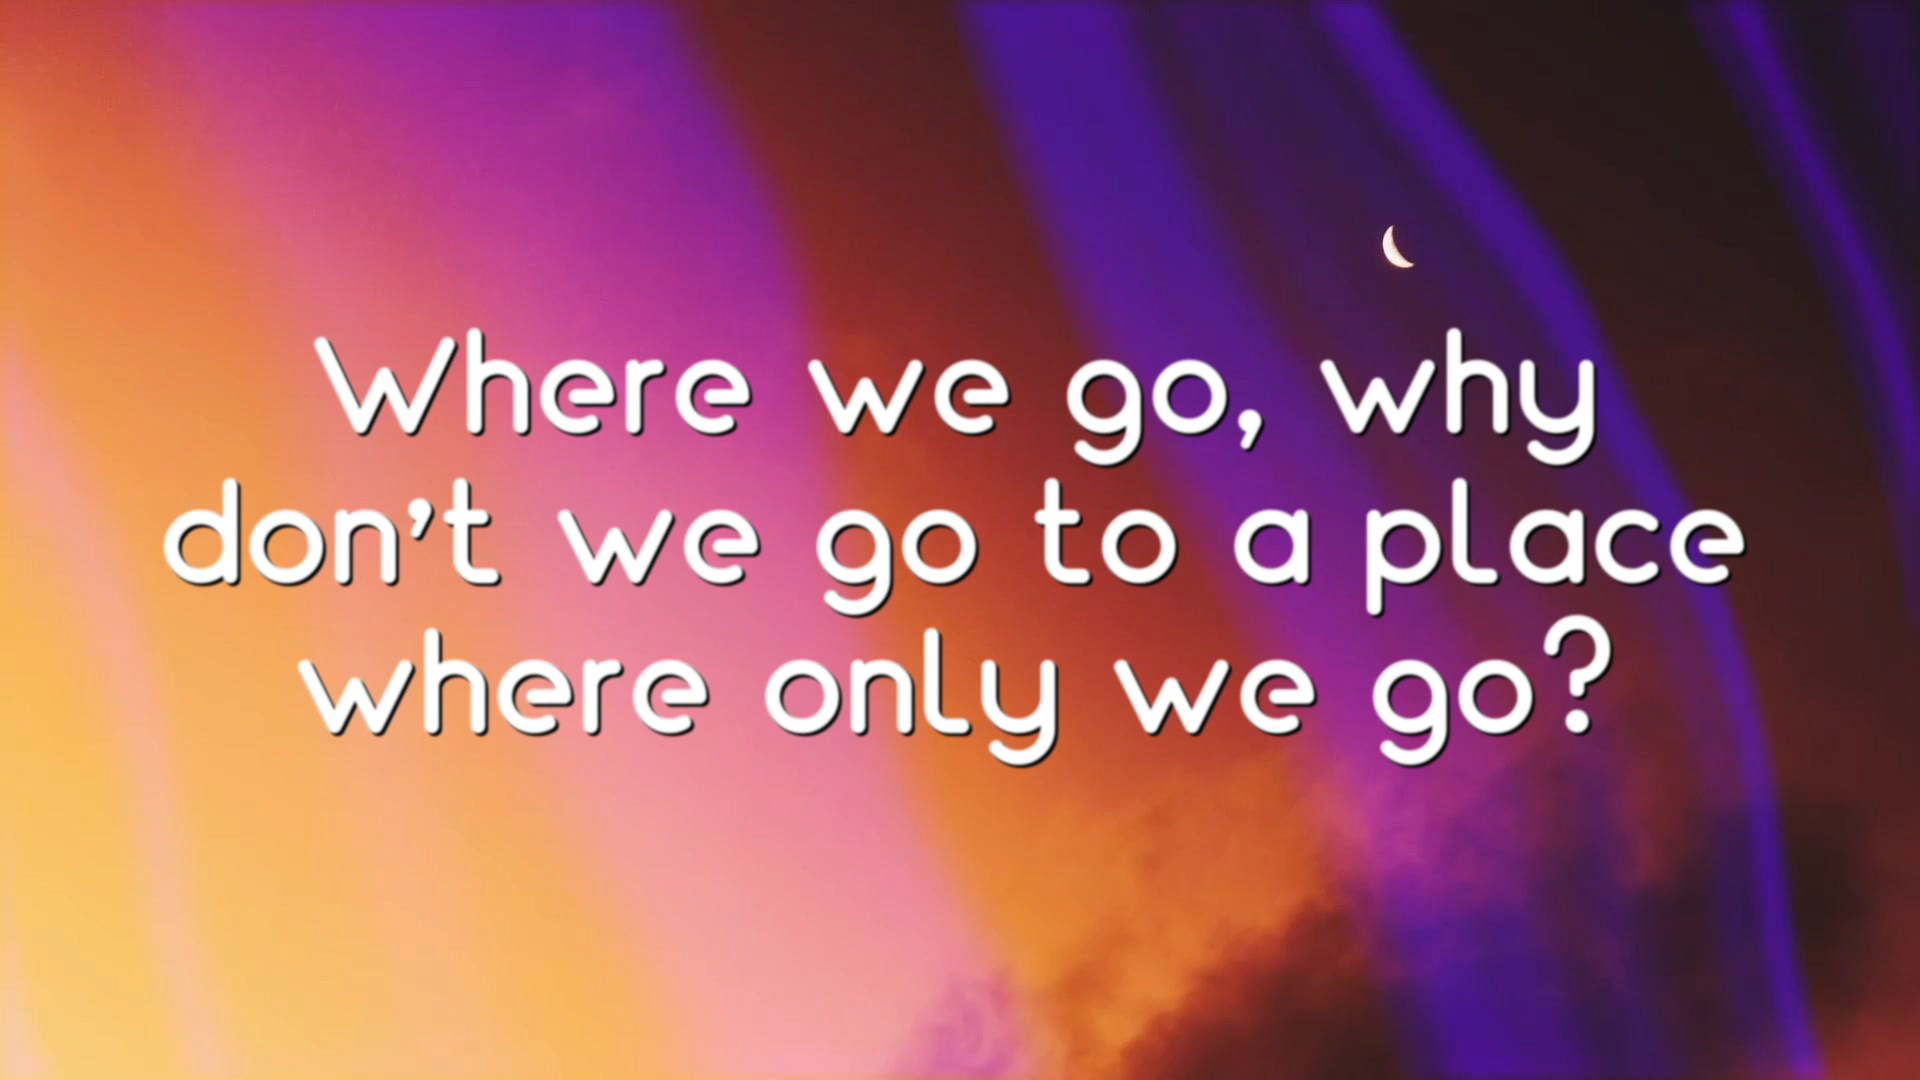 Where we go, why
don't we go to a place
where only we go?